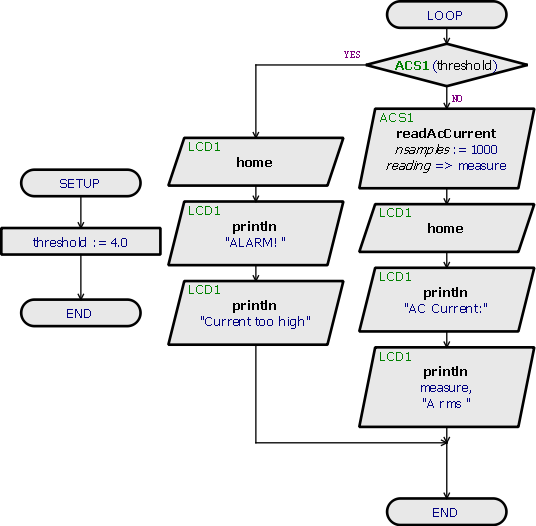 SETUP
threshold := 4.0
END
LOOP
ACS1 (threshold)
YES
NO
LCD1
home
LCD1
println
"ALARM! "
LCD1
println
"Current too high"
ACS1
readAcCurrent
nsamples := 1000
reading => measure
LCD1
home
LCD1
println
"AC Current:"
LCD1
println
measure,
"A rms "
END